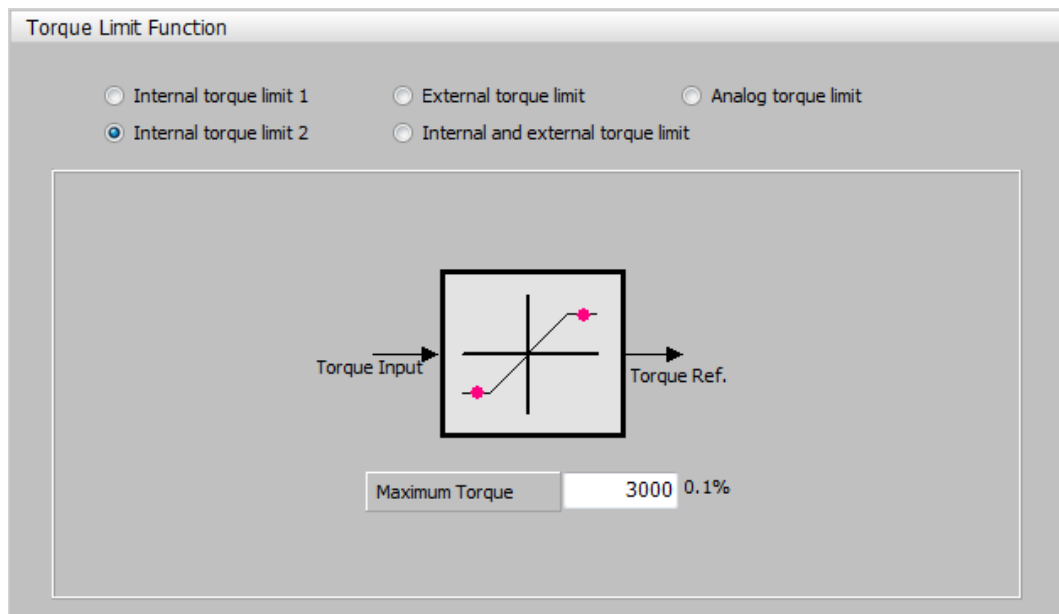 Torque Limit Function
Internal torque limit 1 External torque limit Analog torque limit
Internal torque limit 2 Internal and external torque limit
Torque Input
Torque Ref.
Maximum Torque 3000 0.1%